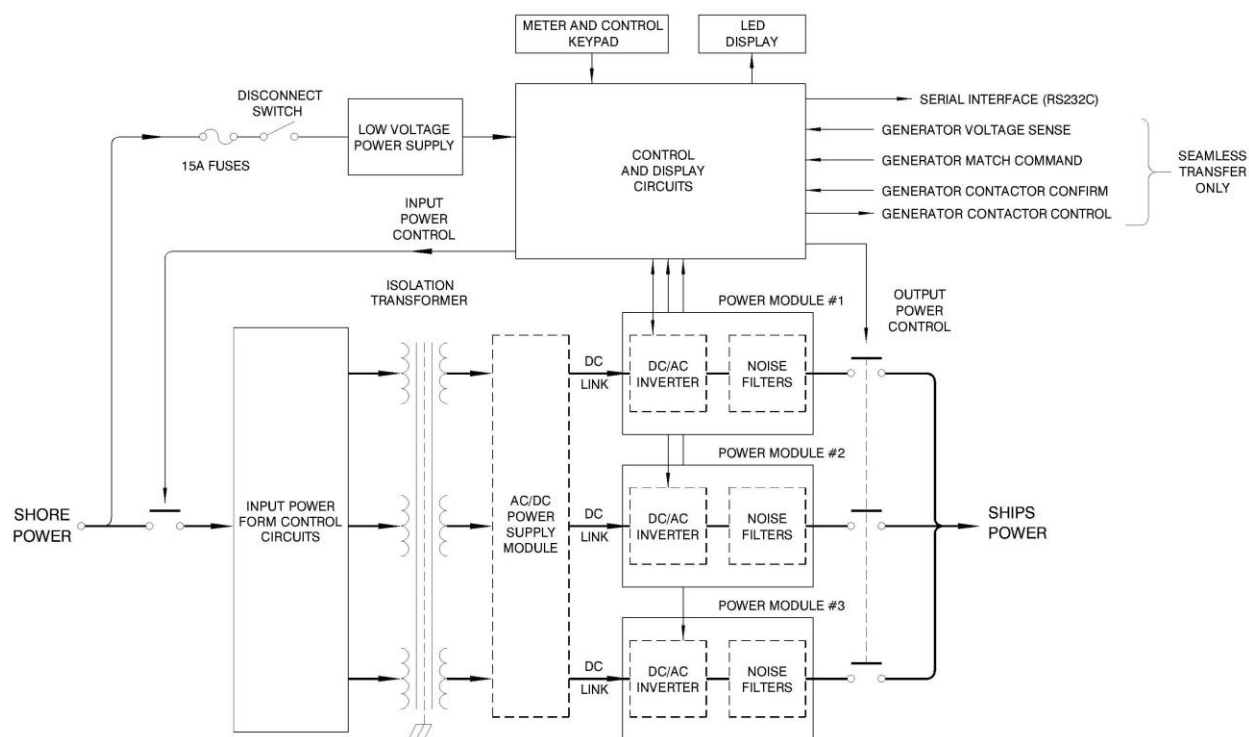 METER AND CONTROL
KEYPAD
LED
DISPLAY
DISCONNECT
SWITCH
15A FUSES
LOW VOLTAGE
POWER SUPPLY
CONTROL
AND DISPLAY
CIRCUITS
SERIAL INTERFACE (RS232C)
GENERATOR VOLTAGE SENSE
GENERATOR MATCH COMMAND
GENERATOR CONTACTOR CONFIRM
GENERATOR CONTACTOR CONTROL
SEAMLESS
TRANSFER
ONLY
INPUT
POWER
CONTROL
ISOLATION
TRANSFORMER
OUTPUT
POWER
CONTROL
SHORE
POWER
INPUT POWER
FORM CONTROL
CIRCUITS
AC/DC
POWER
SUPPLY
MODULE
POWER MODULE #1
DC
LINK
DC/AC
INVERTER
NOISE
FILTERS
POWER MODULE #2
DC
LINK
DC/AC
INVERTER
NOISE
FILTERS
POWER MODULE #3
DC
LINK
DC/AC
INVERTER
NOISE
FILTERS
SHIPS
POWER